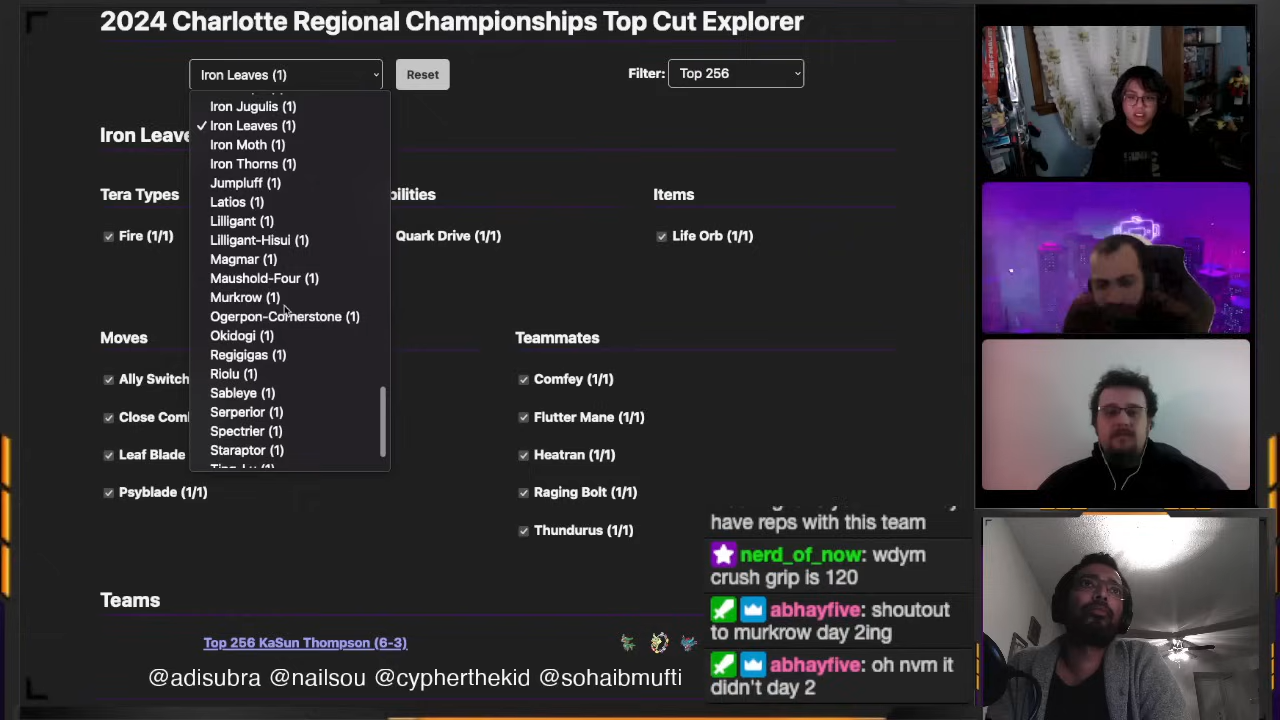 2024 Charlotte Regional Championships Top Cut Explorer
Iron Leaves (1)
Reset
Filter:
Top 256
Iron Jugulis (1)
Iron Leaves (1)
Iron Moth (1)
Iron Thorns (1)
Jumpluff (1)
Latios (1)
Lilligant (1)
Lilligant-Hisui (1)
Magmar (1)
Maushold-Four (1)
Murkrow (1)
Ogerpon-Cornerstone (1)
Okidogi (1)
Regigigas (1)
Riolu (1)
Sableye (1)
Serperior (1)
Spectrier (1)
Staraptor (1)
Iron Leave
Tera Types
Fire (1/1)
bilities
Quark Drive (1/1)
Items
Life Orb (1/1)
Moves
Ally Switch
Close Com
Leaf Blade
Psyblade (1/1)
Teammates
Comfey (1/1)
Flutter Mane (1/1)
Heatran (1/1)
Raging Bolt (1/1)
Thundurus (1/1)
Teams
Top 256 KaSun Thompson (6-3)
@adisubra @nailsou @cypherthekid @sohaibmufti
have reps with this team
nerd_of_now: wdym
crush grip is 120
abhayfive: shoutout
to murkrow day 2ing
abhayfive: oh nvm it
didn't day 2